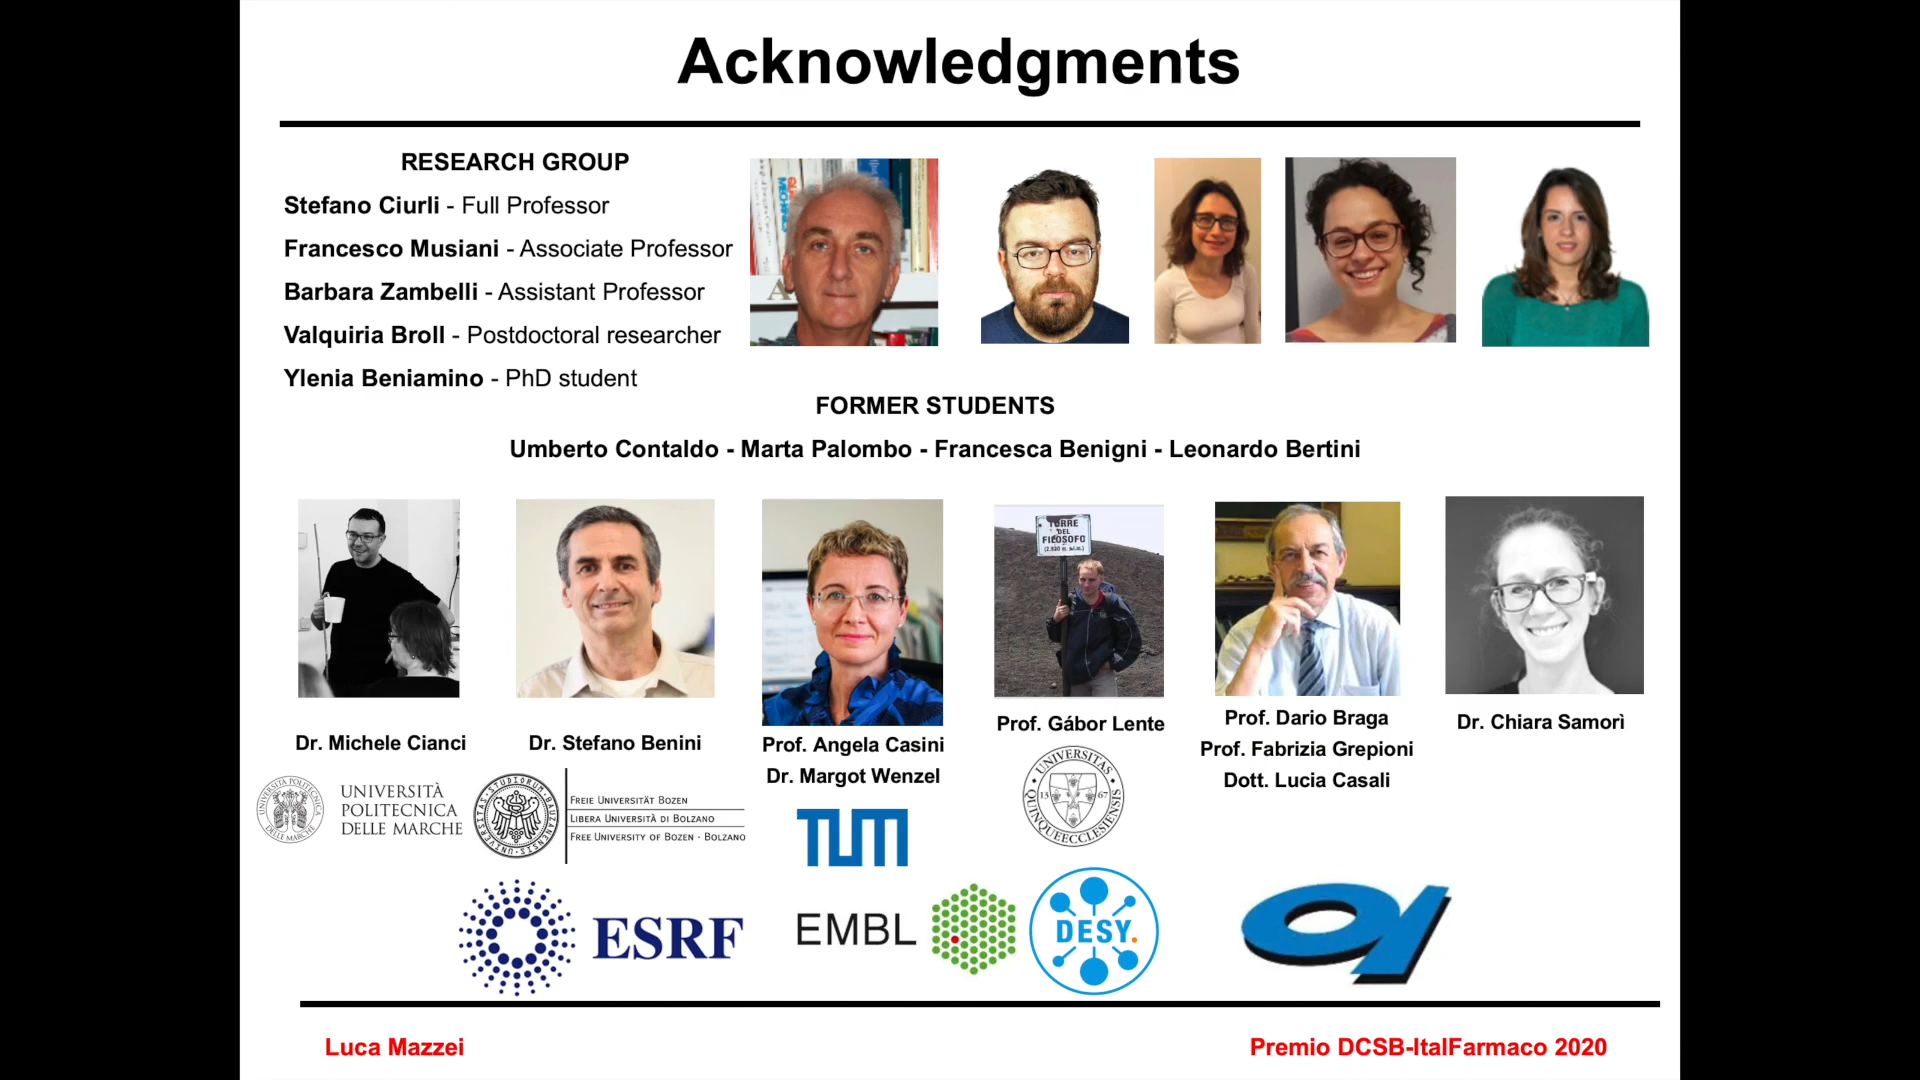 Acknowledgments
RESEARCH GROUP
Stefano Ciurli - Full Professor
Francesco Musiani - Associate Professor
Barbara Zambelli - Assistant Professor
Valquiria Broll - Postdoctoral researcher
Ylenia Beniamino - PhD student
FORMER STUDENTS
Umberto Contaldo - Marta Palombo - Francesca Benigni - Leonardo Bertini
TORRE
DEL
FILOSOFO
Dr. Michele Cianci
Dr. Stefano Benini
Prof. Angela Casini
Dr. Margot Wenzel
Prof. Gábor Lente
Prof. Dario Braga
Prof. Fabrizia Grepioni
Dott. Lucia Casali
Dr. Chiara Samorì
UNIVERSITÀ
POLITECNICA
DELLE MARCHE
FREIE UNIVERSITÄT BOZEN
LIBERA UNIVERSITÀ DI BOLZANO
FREE UNIVERSITY OF BOZEN · BOLZANO
TUM
UNIVERSITAS
QUINQUEECCLESIENSIS
13 67
ESRF
EMBL
DESY.
Luca Mazzei
Premio DCSB-ItalFarmaco 2020